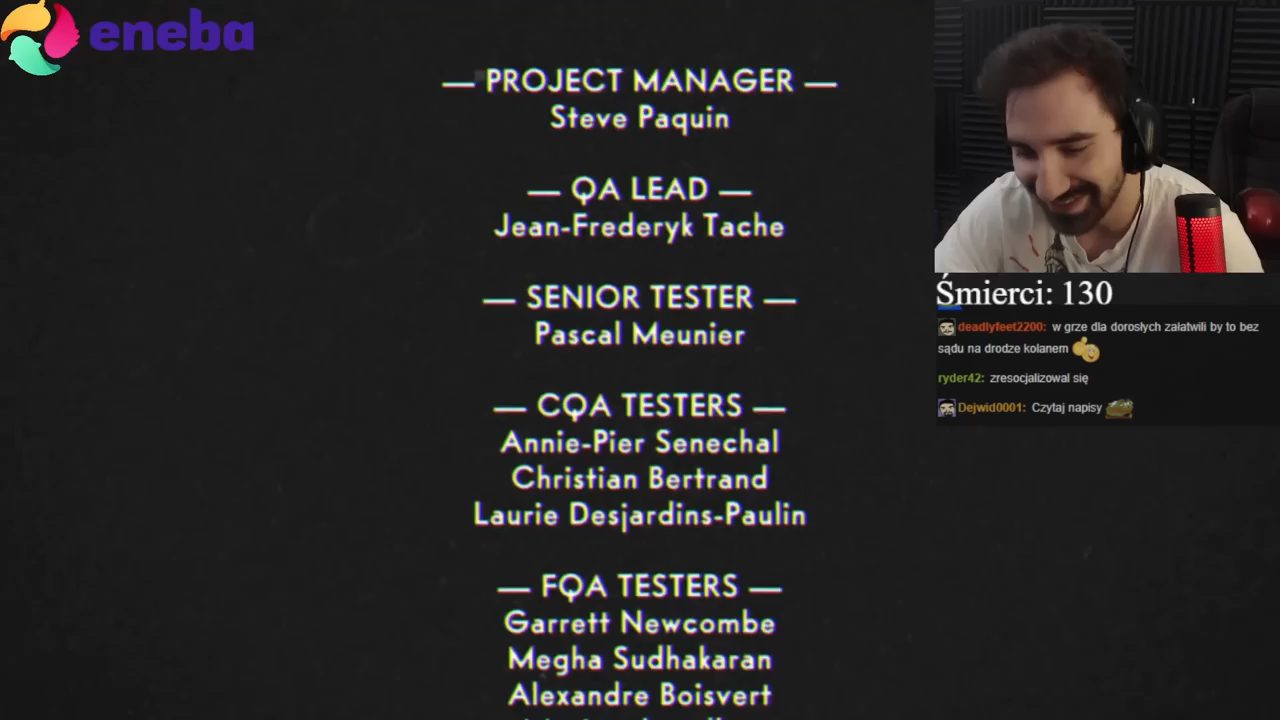 eneba
— PROJECT MANAGER —
Steve Paquin
— QA LEAD —
Jean-Frederyk Tache
— SENIOR TESTER —
Pascal Meunier
— CQA TESTERS —
Annie-Pier Senechal
Christian Bertrand
Laurie Desjardins-Paulin
— FQA TESTERS —
Garrett Newcombe
Megha Sudhakaran
Alexandre Boisvert
Śmierci: 130
deadlyfeet2200: w grze dla dorosłych załatwili by to bez
sądu na drodze kolanem
ryder42: zresocjalizowal się
Dejwid0001: Czytaj napisy